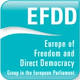 EFDD
Europe of
Freedom and
Direct Democracy
Group in the European Parliament